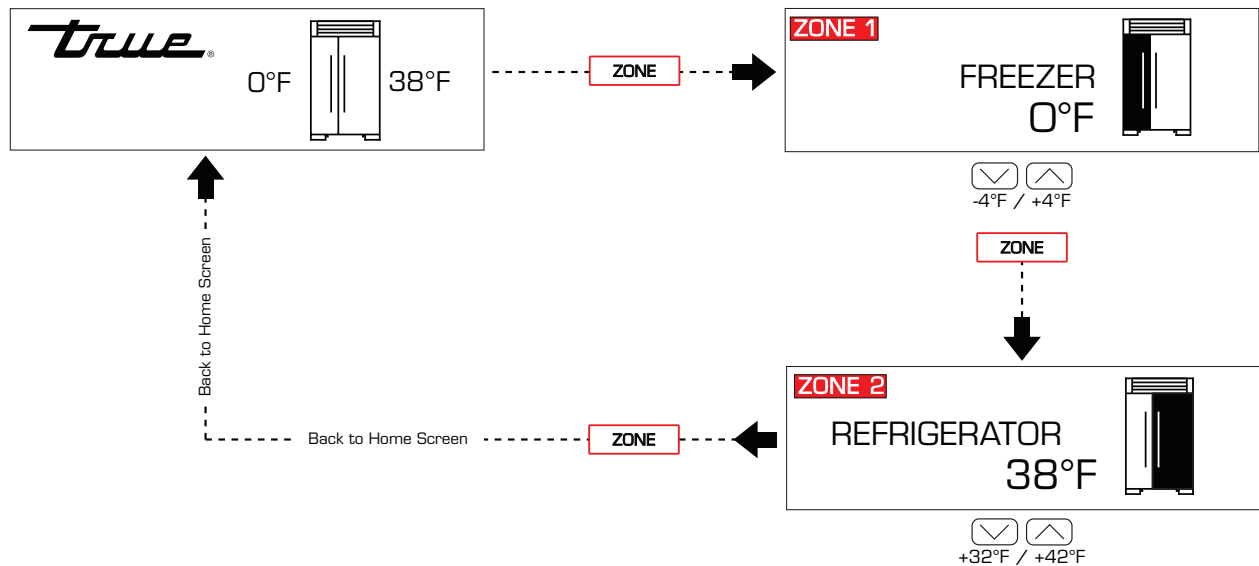 true®
0°F 38°F
ZONE
ZONE 1
FREEZER
0°F
-4°F / +4°F
ZONE
ZONE 2
REFRIGERATOR
38°F
+32°F / +42°F
ZONE
Back to Home Screen
Back to Home Screen